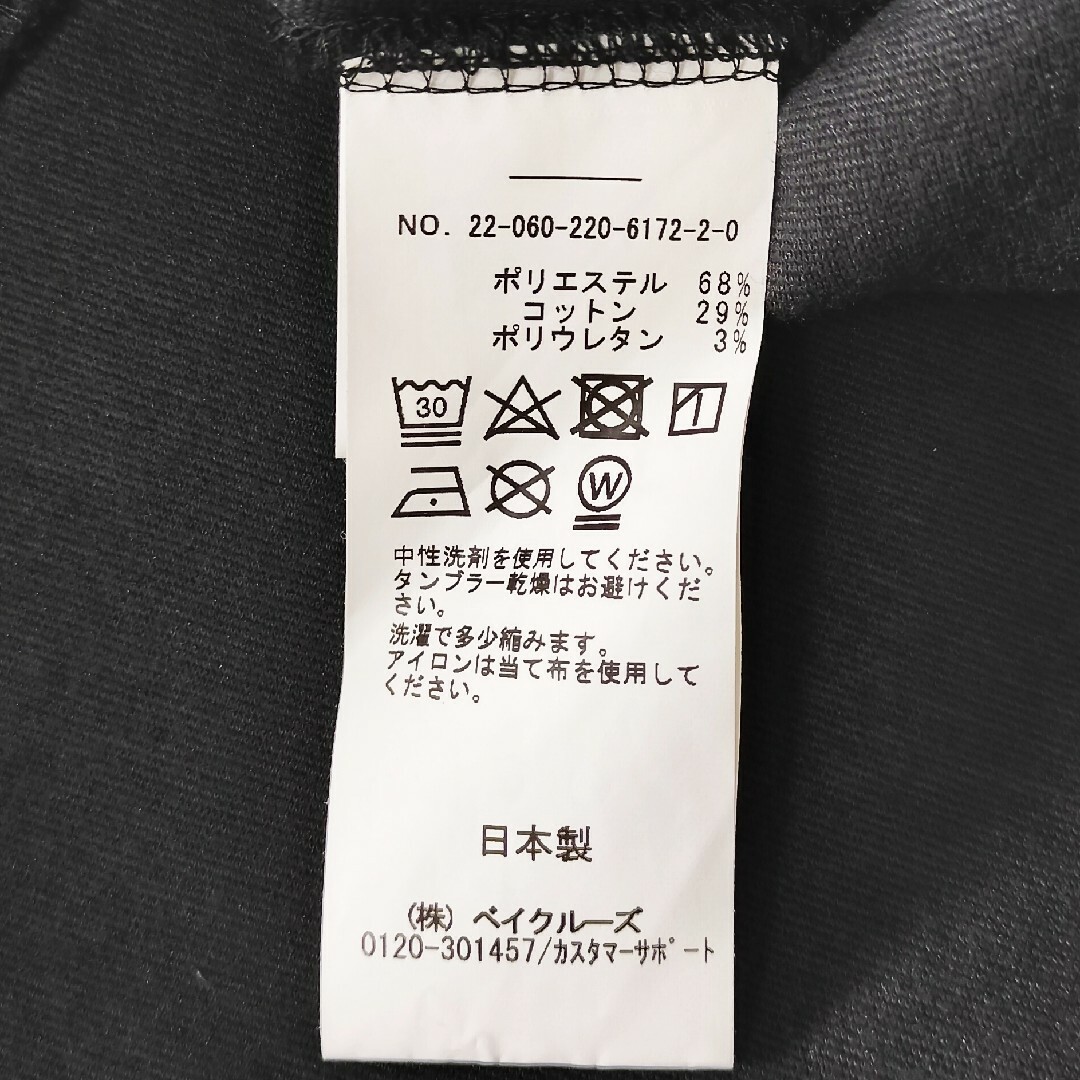 NO. 22-060-220-6172-2-0
ポリエステル 68%
コットン 29%
ポリウレタン 3%
30
W
中性洗剤を使用してください。
タンブラー乾燥はお避けくだ
さい。
洗濯で多少縮みます。
アイロンは当て布を使用して
ください。
日本製
(株) ベイクルーズ
0120-301457/カスタマーサポート